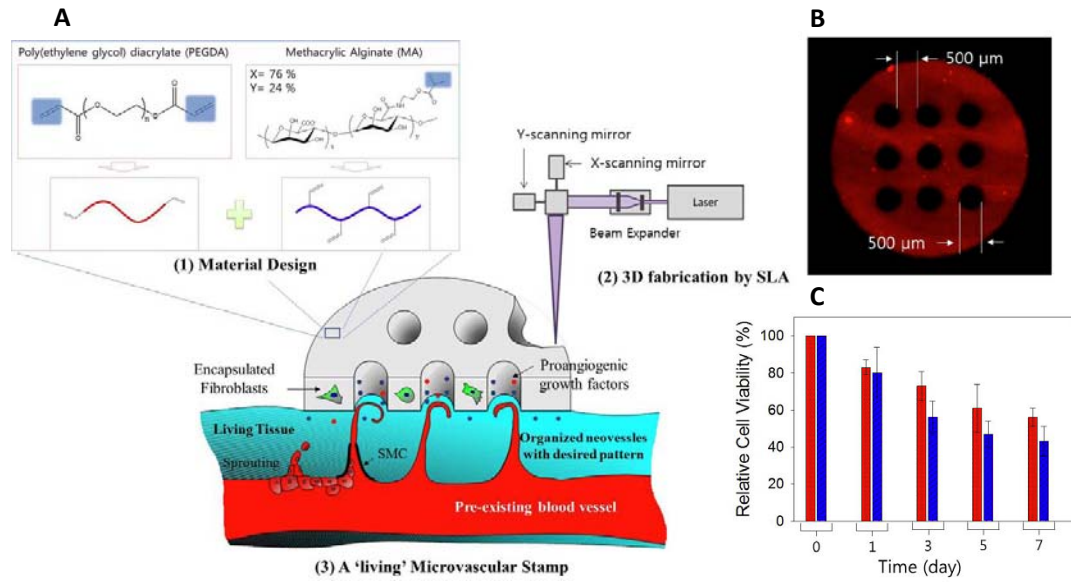 A
Poly(ethylene glycol) diacrylate (PEGDA)
Methacrylic Alginate (MA)
X= 76 %
Y= 24 %
(1) Material Design
Y-scanning mirror
X-scanning mirror
Laser
Beam Expander
(2) 3D fabrication by SLA
Encapsulated
Fibroblasts
Proangiogenic
growth factors
Living Tissue
Sprouting
SMC
Organized neovessles
with desired pattern
Pre-existing blood vessel
(3) A 'living' Microvascular Stamp
B
500 µm
500 µm
C
Relative Cell Viability (%)
100
80
60
40
20
0
0 1 3 5 7
Time (day)